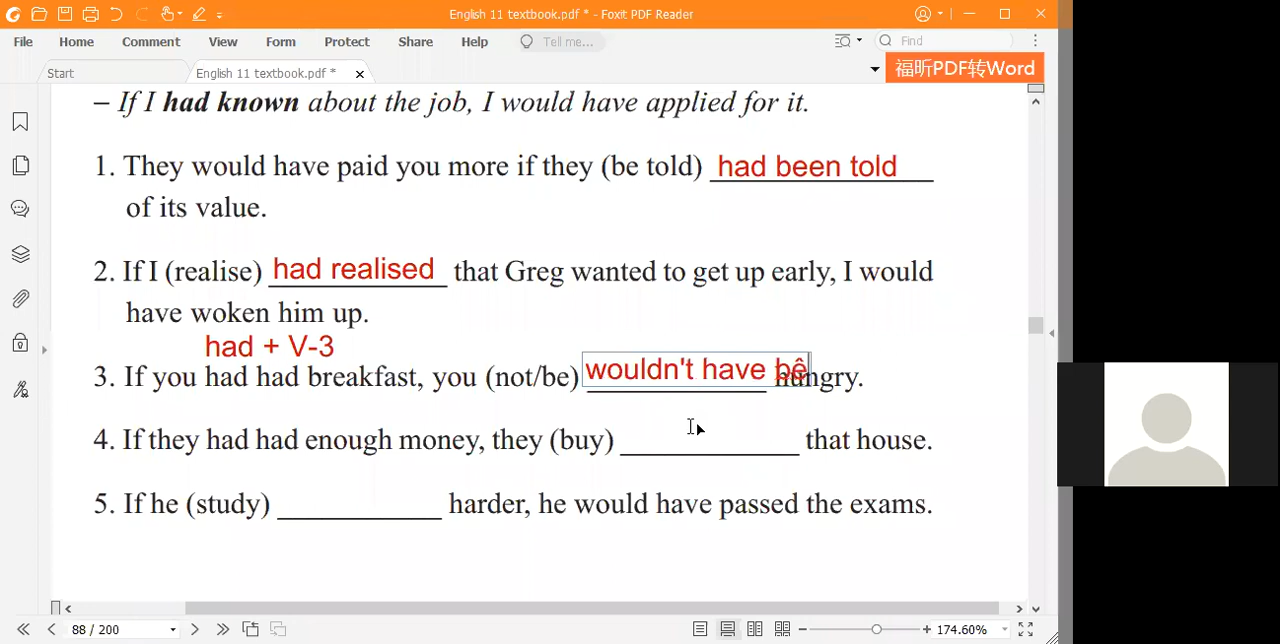 English 11 textbook.pdf * - Foxit PDF Reader
File Home Comment View Form Protect Share Help Tell me... Find
Start English 11 textbook.pdf * 福昕PDF转Word
– If I had known about the job, I would have applied for it.
1. They would have paid you more if they (be told) had been told
of its value.
2. If I (realise) had realised that Greg wanted to get up early, I would
have woken him up.
had + V-3
3. If you had had breakfast, you (not/be) wouldn't have bê hungry.
4. If they had had enough money, they (buy) ____________ that house.
5. If he (study) ___________ harder, he would have passed the exams.
88 / 200 174.60%